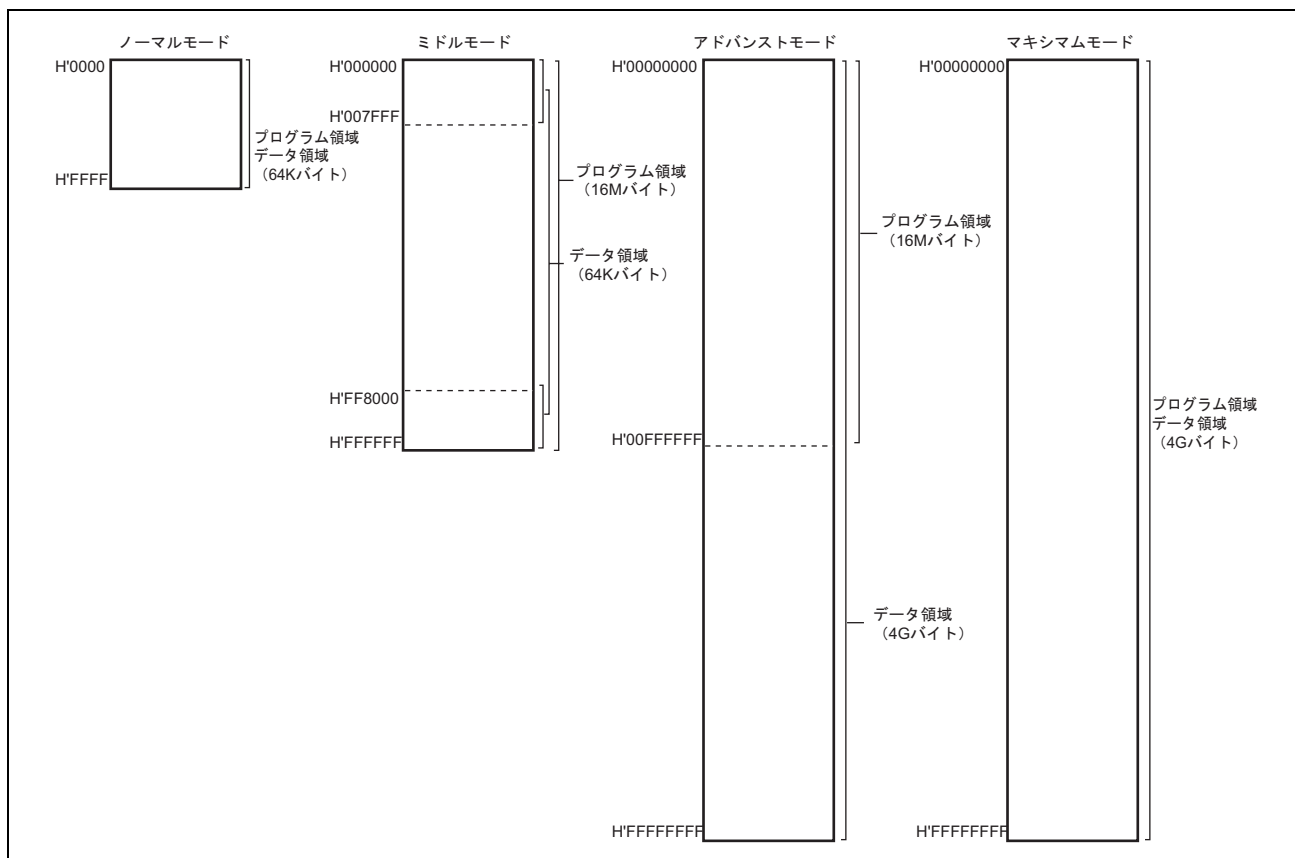 ノーマルモード
H'0000
H'FFFF
プログラム領域
データ領域
（64Kバイト）
ミドルモード
H'000000
H'007FFF
H'FF8000
H'FFFFFF
プログラム領域
（16Mバイト）
データ領域
（64Kバイト）
アドバンストモード
H'00000000
H'00FFFFFF
H'FFFFFFFF
プログラム領域
（16Mバイト）
データ領域
（4Gバイト）
マキシマムモード
H'00000000
H'FFFFFFFF
プログラム領域
データ領域
（4Gバイト）